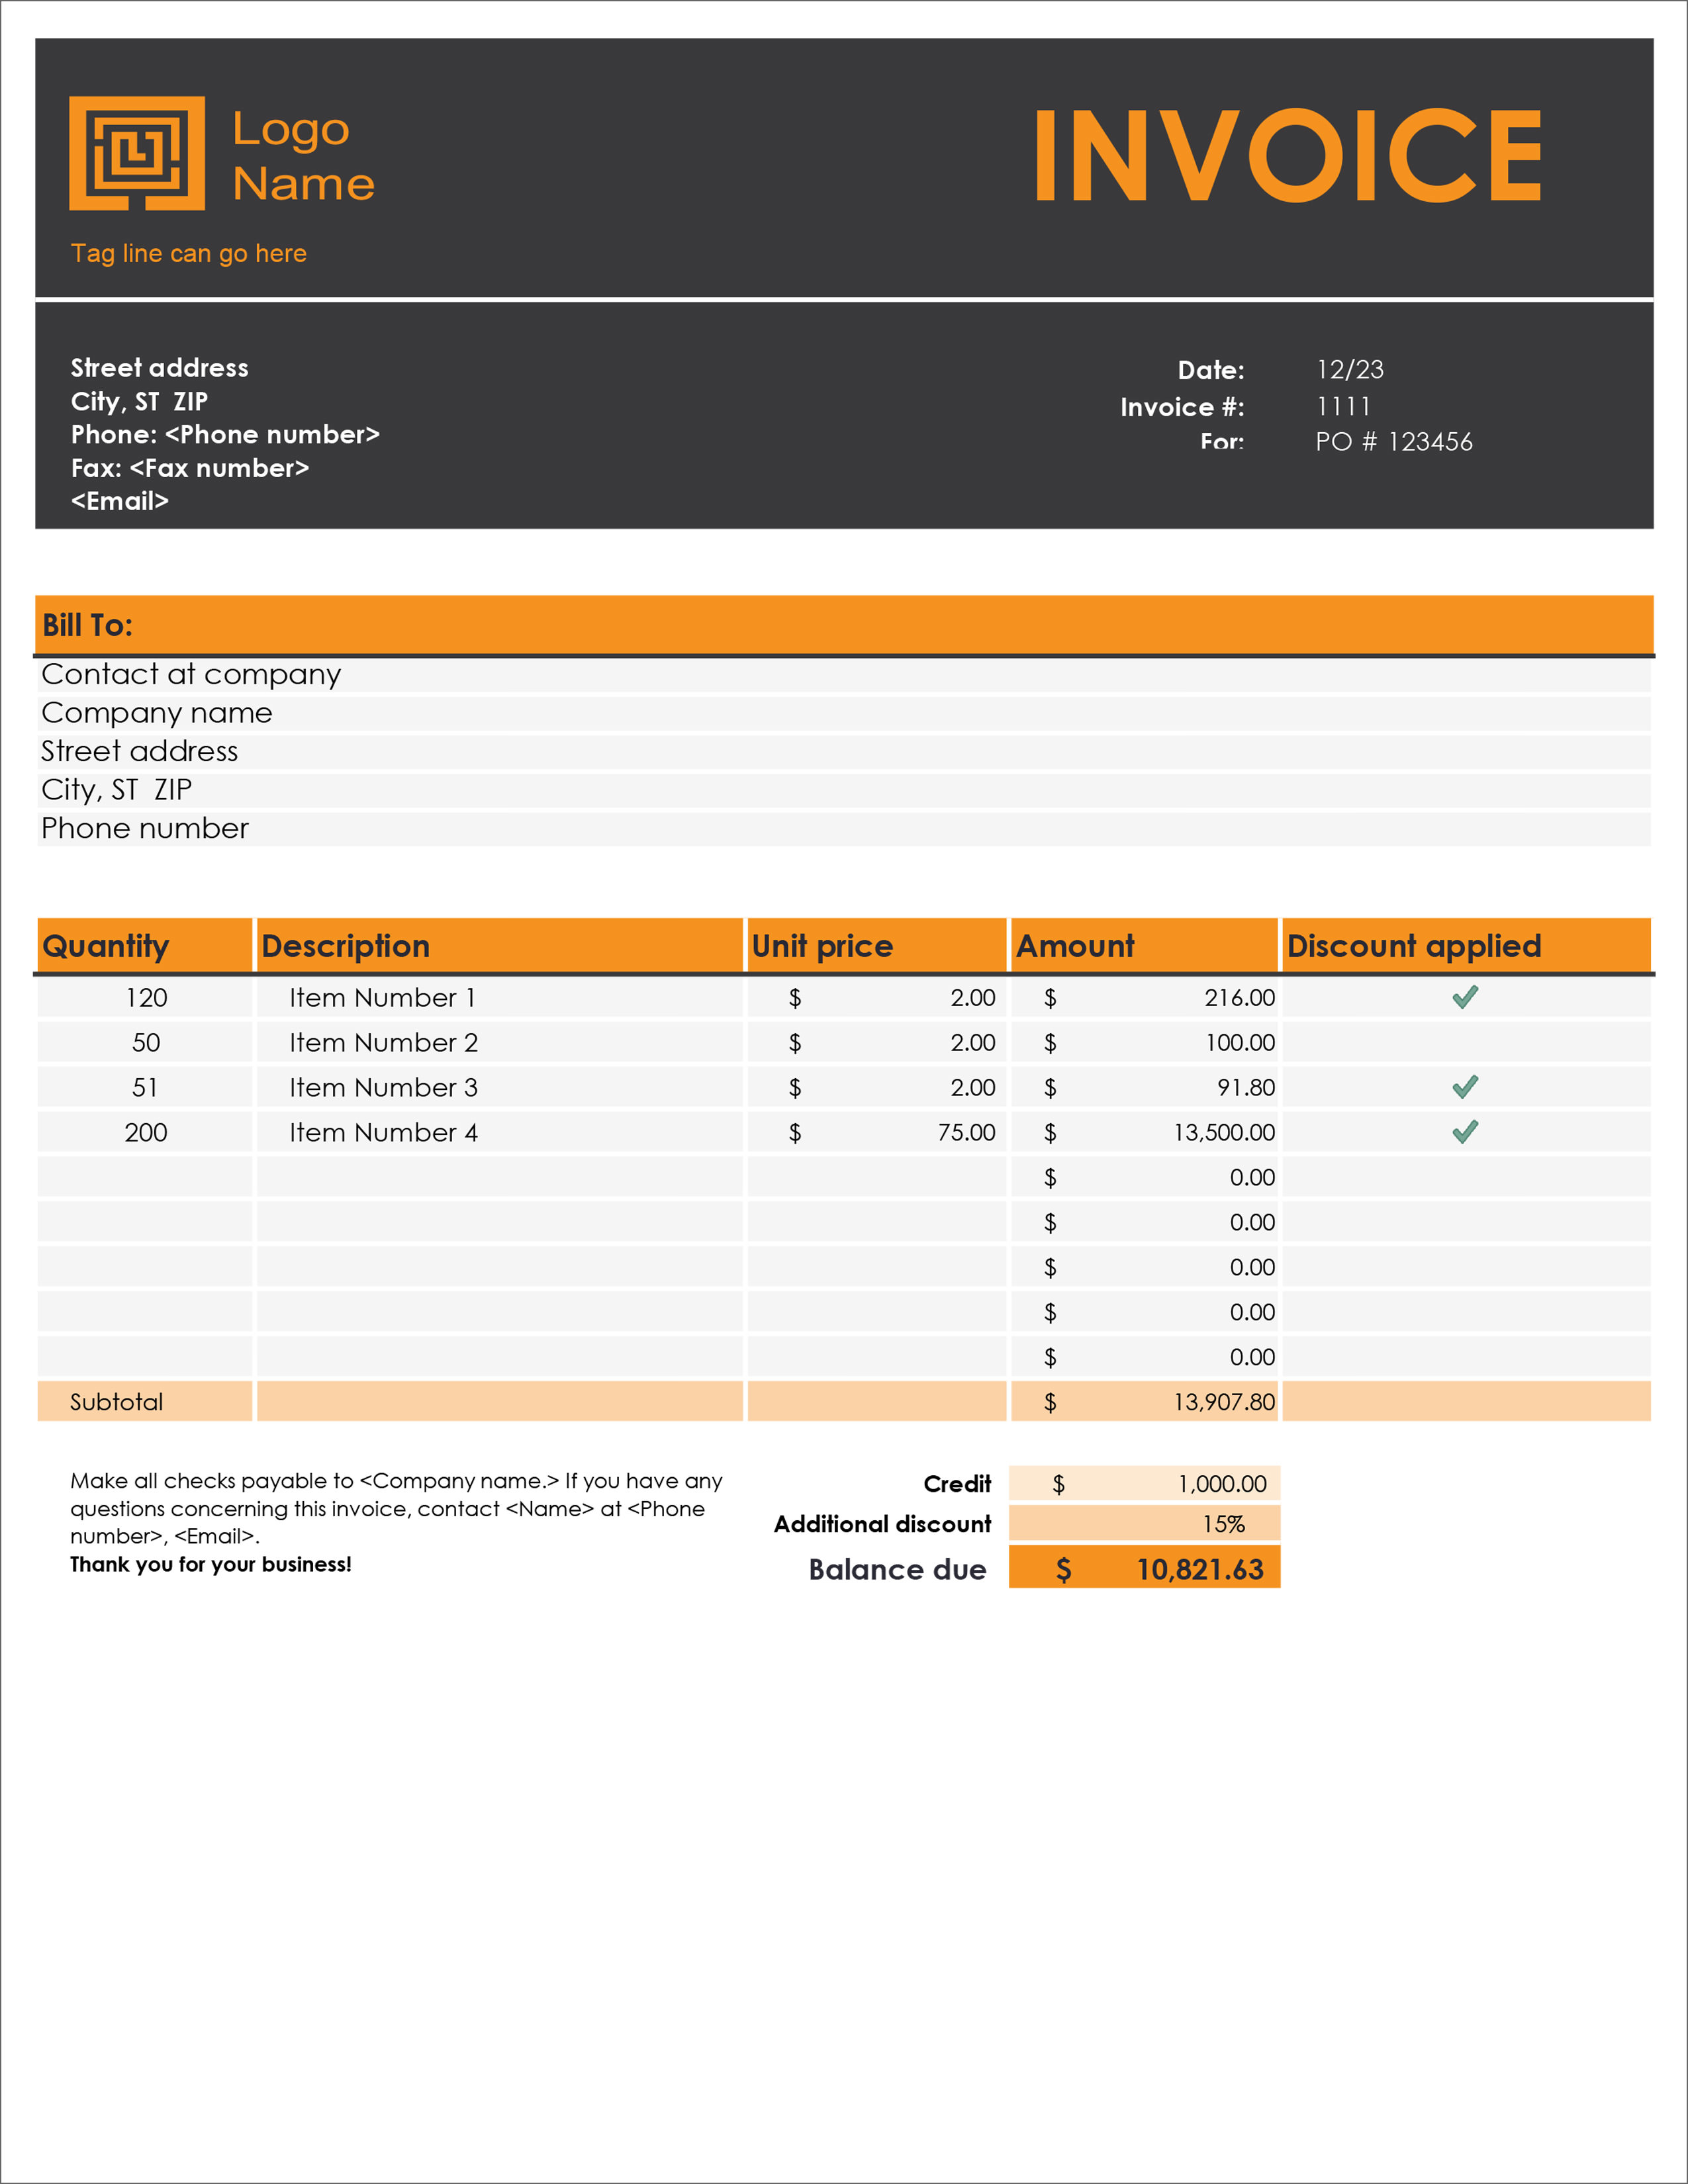 Logo
Name
INVOICE
Tag line can go here
Street address
City, ST  ZIP
Phone: <Phone number>
Fax: <Fax number>
<Email>
Date: 12/23
Invoice #: 1111
For: PO # 123456
Bill To:
Contact at company
Company name
Street address
City, ST  ZIP
Phone number
Quantity Description Unit price Amount Discount applied
120 Item Number 1 $ 2.00 $ 216.00 ✔
50 Item Number 2 $ 2.00 $ 100.00
51 Item Number 3 $ 2.00 $ 91.80 ✔
200 Item Number 4 $ 75.00 $ 13,500.00 ✔
$ 0.00
$ 0.00
$ 0.00
$ 0.00
$ 0.00
Subtotal $ 13,907.80
Make all checks payable to <Company name.> If you have any
questions concerning this invoice, contact <Name> at <Phone
number>, <Email>.
Thank you for your business!
Credit $ 1,000.00
Additional discount 15%
Balance due $ 10,821.63